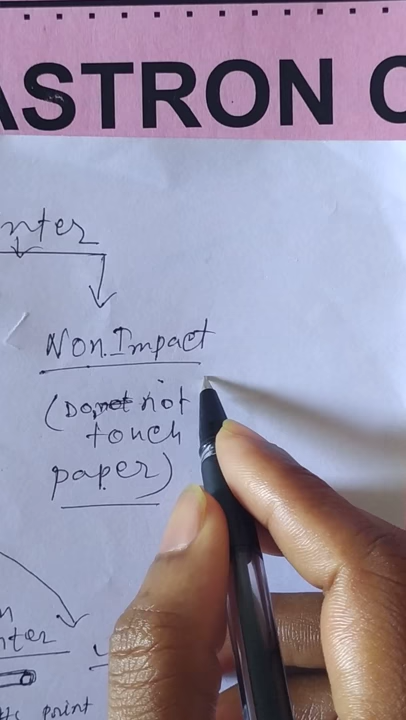 ASTRON C
nter
Non.Impact
(Do not
touch
paper)
nter
point